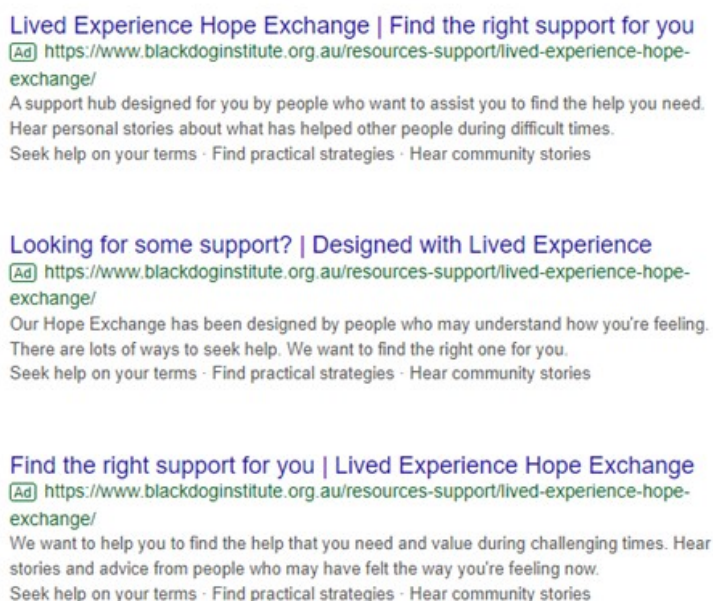 Lived Experience Hope Exchange | Find the right support for you
Ad https://www.blackdoginstitute.org.au/resources-support/lived-experience-hope-
exchange/
A support hub designed for you by people who want to assist you to find the help you need.
Hear personal stories about what has helped other people during difficult times.
Seek help on your terms · Find practical strategies · Hear community stories
Looking for some support? | Designed with Lived Experience
Ad https://www.blackdoginstitute.org.au/resources-support/lived-experience-hope-
exchange/
Our Hope Exchange has been designed by people who may understand how you're feeling.
There are lots of ways to seek help. We want to find the right one for you.
Seek help on your terms · Find practical strategies · Hear community stories
Find the right support for you | Lived Experience Hope Exchange
Ad https://www.blackdoginstitute.org.au/resources-support/lived-experience-hope-
exchange/
We want to help you to find the help that you need and value during challenging times. Hear
stories and advice from people who may have felt the way you're feeling now.
Seek help on your terms · Find practical strategies · Hear community stories